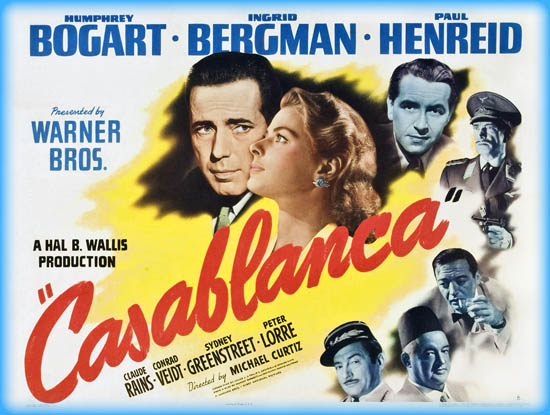 HUMPHREY INGRID PAUL
BOGART · BERGMAN · HENREID
Presented by
WARNER
BROS.
A HAL B. WALLIS
PRODUCTION
"Casablanca"
CLAUDE CONRAD SYDNEY PETER
RAINS · VEIDT · GREENSTREET · LORRE
Directed by MICHAEL CURTIZ